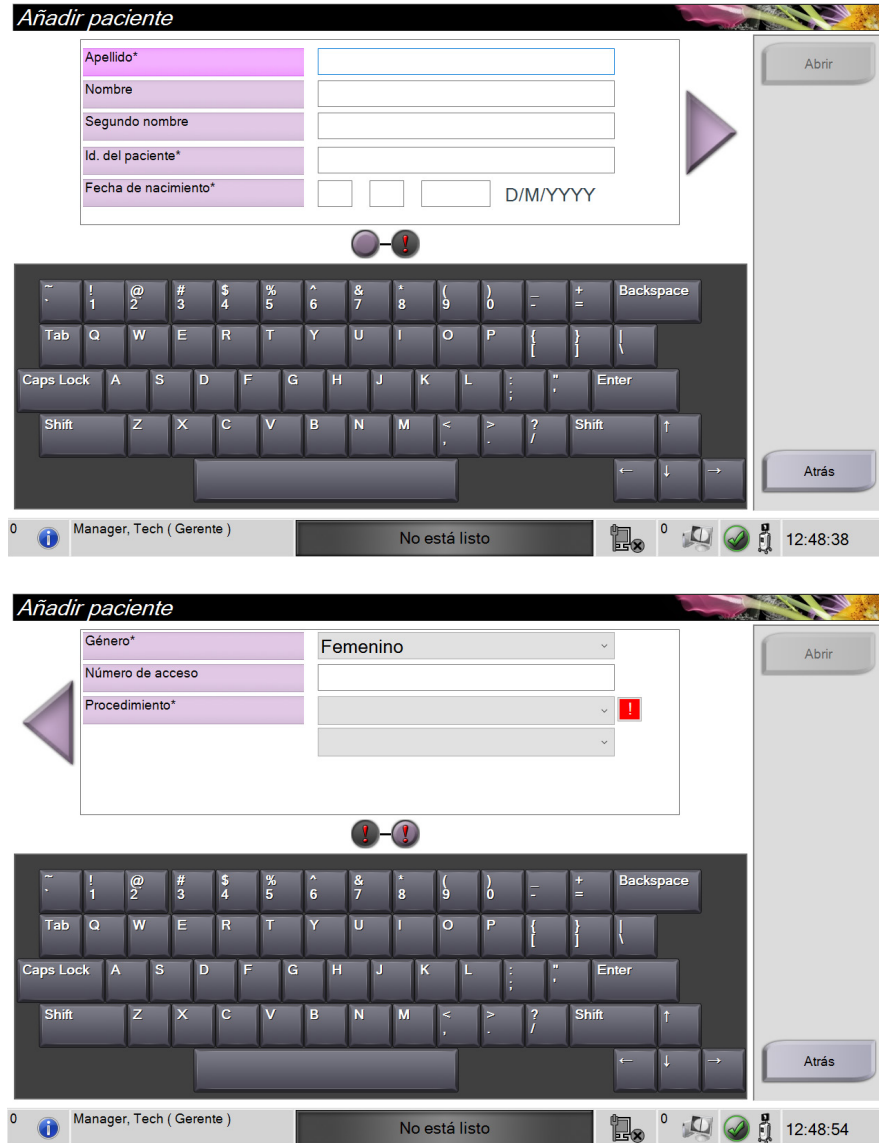 Añadir paciente
Apellido*
Abrir
Nombre
Segundo nombre
Id. del paciente*
Fecha de nacimiento* D/M/YYYY
~ ! @ # $ % ^ & * ( ) _ + Backspace
` 1 2 3 4 5 6 7 8 9 0 - =
Tab Q W E R T Y U I O P { } |
[ ] \
Caps Lock A S D F G H J K L : " Enter
; '
Shift Z X C V B N M < > ? Shift ↑
, . /
← ↓ →
Atrás
0 Manager, Tech ( Gerente ) No está listo 0 12:48:38
Añadir paciente
Género* Femenino
Abrir
Número de acceso
Procedimiento* !
~ ! @ # $ % ^ & * ( ) _ + Backspace
` 1 2 3 4 5 6 7 8 9 0 - =
Tab Q W E R T Y U I O P { } |
[ ] \
Caps Lock A S D F G H J K L : " Enter
; '
Shift Z X C V B N M < > ? Shift ↑
, . /
← ↓ →
Atrás
0 Manager, Tech ( Gerente ) No está listo 0 12:48:54